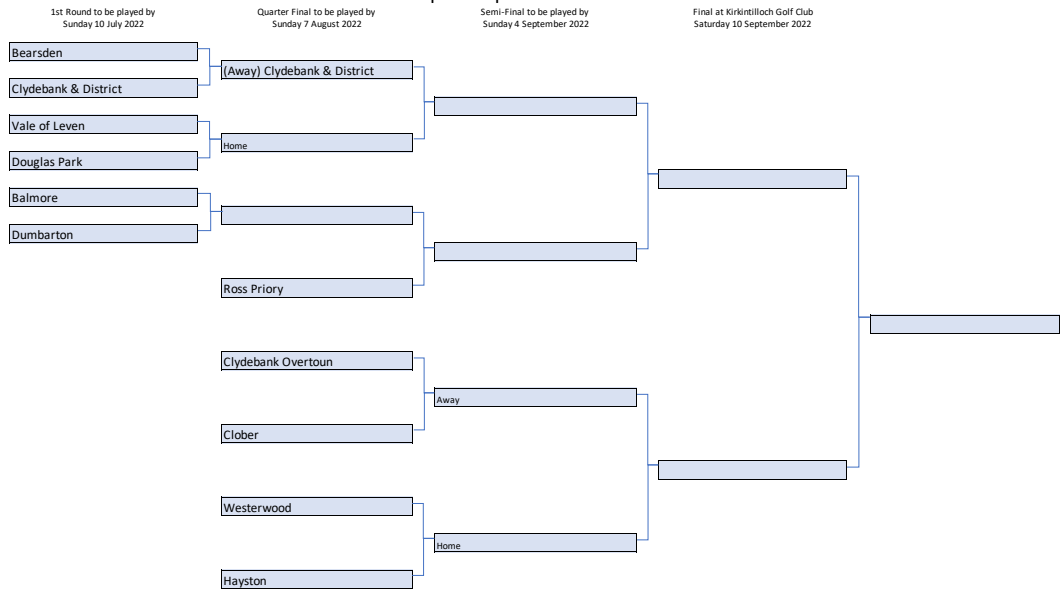 1st Round to be played by
Sunday 10 July 2022
Quarter Final to be played by
Sunday 7 August 2022
Semi-Final to be played by
Sunday 4 September 2022
Final at Kirkintilloch Golf Club
Saturday 10 September 2022
Bearsden
Clydebank & District
Vale of Leven
Douglas Park
Balmore
Dumbarton
(Away) Clydebank & District
Home
Ross Priory
Clydebank Overtoun
Clober
Westerwood
Hayston
Away
Home